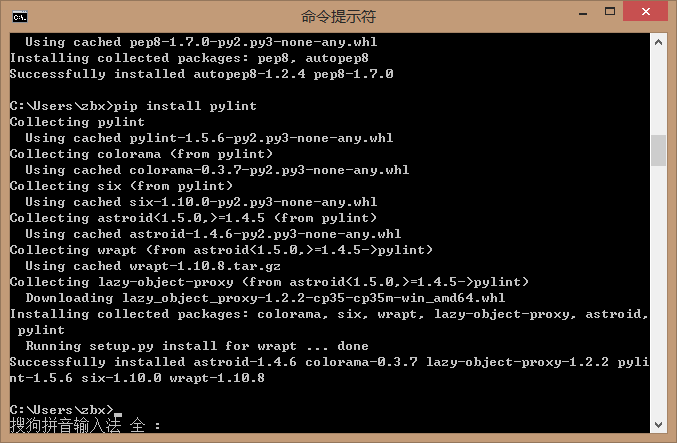 命令提示符
Using cached pep8-1.7.0-py2.py3-none-any.whl
Installing collected packages: pep8, autopep8
Successfully installed autopep8-1.2.4 pep8-1.7.0
C:\Users\zbx>pip install pylint
Collecting pylint
Using cached pylint-1.5.6-py2.py3-none-any.whl
Collecting colorama (from pylint)
Using cached colorama-0.3.7-py2.py3-none-any.whl
Collecting six (from pylint)
Using cached six-1.10.0-py2.py3-none-any.whl
Collecting astroid<1.5.0,>=1.4.5 (from pylint)
Using cached astroid-1.4.6-py2.py3-none-any.whl
Collecting wrapt (from astroid<1.5.0,>=1.4.5->pylint)
Using cached wrapt-1.10.8.tar.gz
Collecting lazy-object-proxy (from astroid<1.5.0,>=1.4.5->pylint)
Downloading lazy_object_proxy-1.2.2-cp35-cp35m-win_amd64.whl
Installing collected packages: colorama, six, wrapt, lazy-object-proxy, astroid,
pylint
Running setup.py install for wrapt ... done
Successfully installed astroid-1.4.6 colorama-0.3.7 lazy-object-proxy-1.2.2 pyli
nt-1.5.6 six-1.10.0 wrapt-1.10.8
C:\Users\zbx>
搜狗拼音输入法 全 :